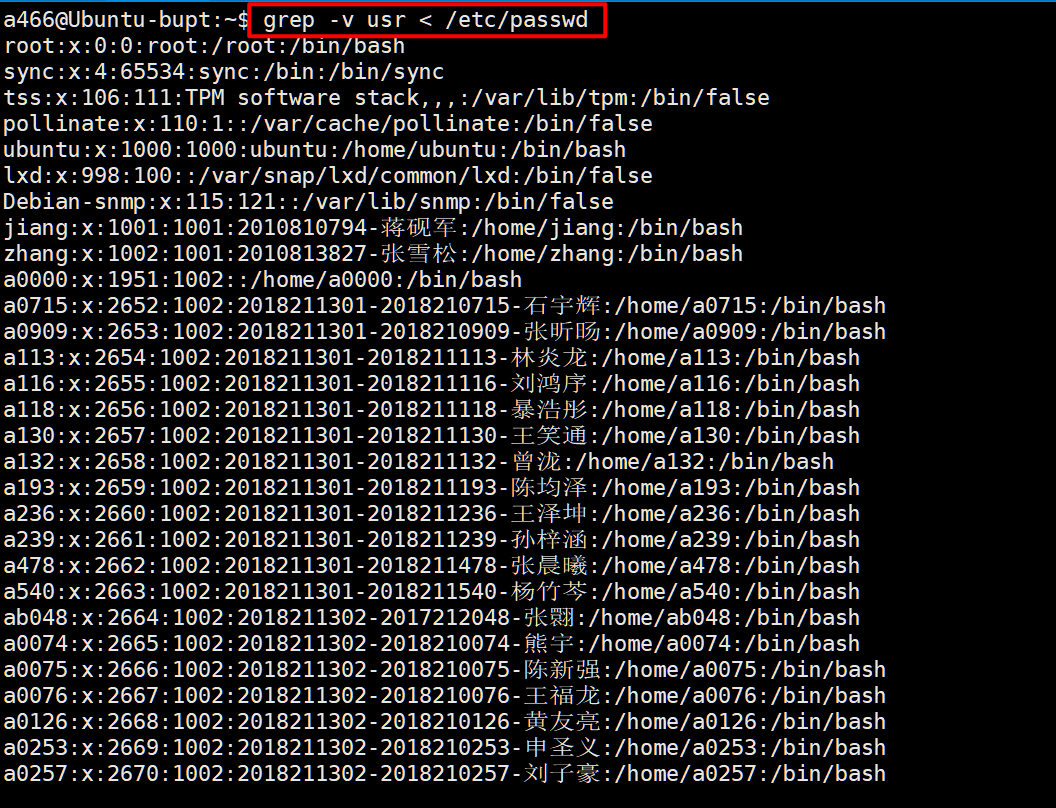 a466@Ubuntu-bupt:~$ grep -v usr < /etc/passwd
root:x:0:0:root:/root:/bin/bash
sync:x:4:65534:sync:/bin:/bin/sync
tss:x:106:111:TPM software stack,,,:/var/lib/tpm:/bin/false
pollinate:x:110:1::/var/cache/pollinate:/bin/false
ubuntu:x:1000:1000:ubuntu:/home/ubuntu:/bin/bash
lxd:x:998:100::/var/snap/lxd/common/lxd:/bin/false
Debian-snmp:x:115:121::/var/lib/snmp:/bin/false
jiang:x:1001:1001:2010810794-蒋砚军:/home/jiang:/bin/bash
zhang:x:1002:1001:2010813827-张雪松:/home/zhang:/bin/bash
a0000:x:1951:1002::/home/a0000:/bin/bash
a0715:x:2652:1002:2018211301-2018210715-石宇辉:/home/a0715:/bin/bash
a0909:x:2653:1002:2018211301-2018210909-张昕旸:/home/a0909:/bin/bash
a113:x:2654:1002:2018211301-2018211113-林炎龙:/home/a113:/bin/bash
a116:x:2655:1002:2018211301-2018211116-刘鸿序:/home/a116:/bin/bash
a118:x:2656:1002:2018211301-2018211118-暴浩彤:/home/a118:/bin/bash
a130:x:2657:1002:2018211301-2018211130-王笑通:/home/a130:/bin/bash
a132:x:2658:1002:2018211301-2018211132-曾泷:/home/a132:/bin/bash
a193:x:2659:1002:2018211301-2018211193-陈均泽:/home/a193:/bin/bash
a236:x:2660:1002:2018211301-2018211236-王泽坤:/home/a236:/bin/bash
a239:x:2661:1002:2018211301-2018211239-孙梓涵:/home/a239:/bin/bash
a478:x:2662:1002:2018211301-2018211478-张晨曦:/home/a478:/bin/bash
a540:x:2663:1002:2018211301-2018211540-杨竹芩:/home/a540:/bin/bash
ab048:x:2664:1002:2018211302-2017212048-张翾:/home/ab048:/bin/bash
a0074:x:2665:1002:2018211302-2018210074-熊宇:/home/a0074:/bin/bash
a0075:x:2666:1002:2018211302-2018210075-陈新强:/home/a0075:/bin/bash
a0076:x:2667:1002:2018211302-2018210076-王福龙:/home/a0076:/bin/bash
a0126:x:2668:1002:2018211302-2018210126-黄友亮:/home/a0126:/bin/bash
a0253:x:2669:1002:2018211302-2018210253-申圣义:/home/a0253:/bin/bash
a0257:x:2670:1002:2018211302-2018210257-刘子豪:/home/a0257:/bin/bash